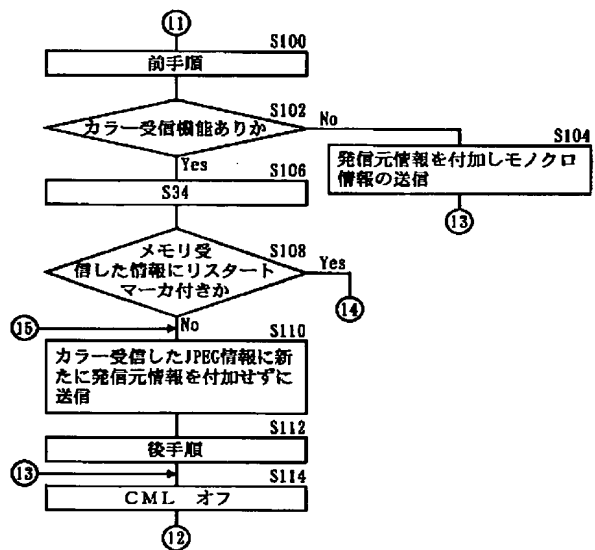 ⑪
S100
前手順
S102
カラー受信機能ありか
No
Yes
S104
発信元情報を付加しモノクロ
情報の送信
⑬
S106
S34
S108
メモリ受
信した情報にリスタート
マーカ付きか
Yes
⑭
No
⑮
S110
カラー受信したJPEG情報に新
たに発信元情報を付加せずに
送信
S112
後手順
⑬
S114
CML オフ
⑫